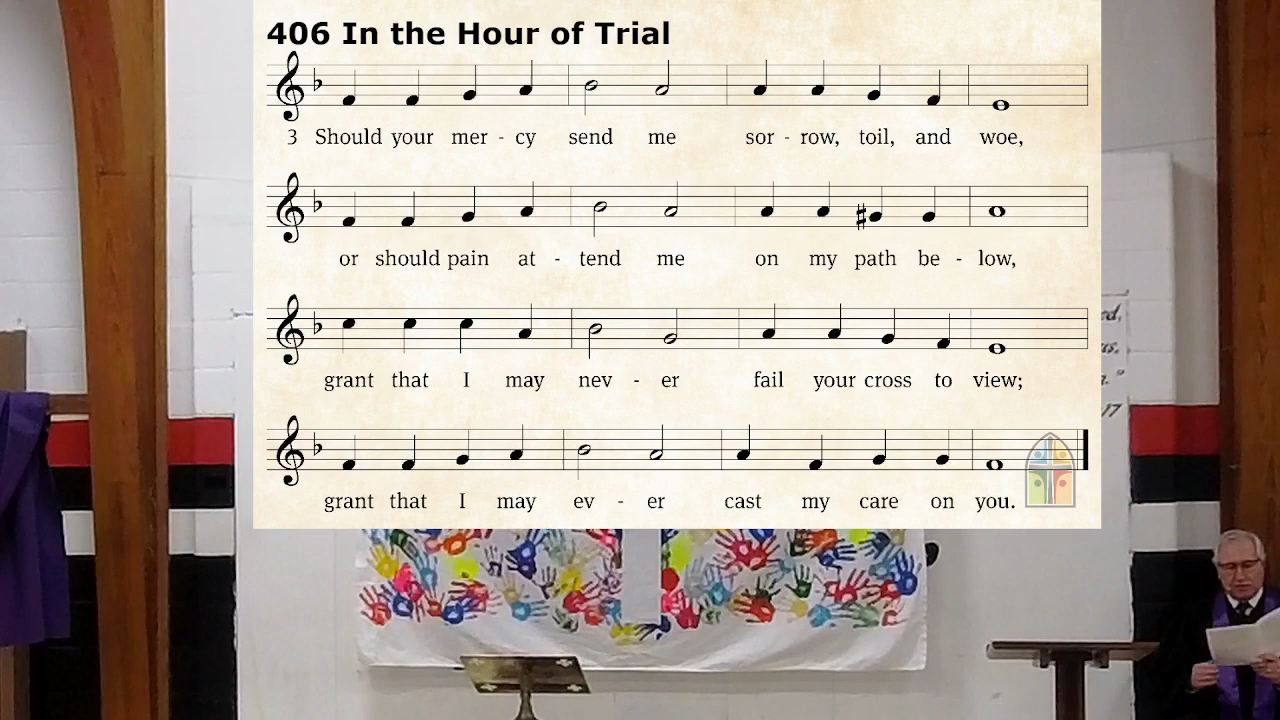 406 In the Hour of Trial
3 Should your mer - cy send me sor - row, toil, and woe,
or should pain at - tend me on my path be - low,
grant that I may nev - er fail your cross to view;
grant that I may ev - er cast my care on you.
ed,
17